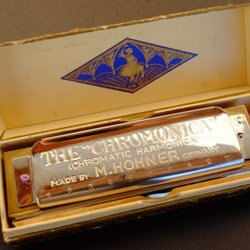 THE "CHROMONICA"
(CHROMATIC HARMONICA)
MADE BY M. HOHNER GERMANY